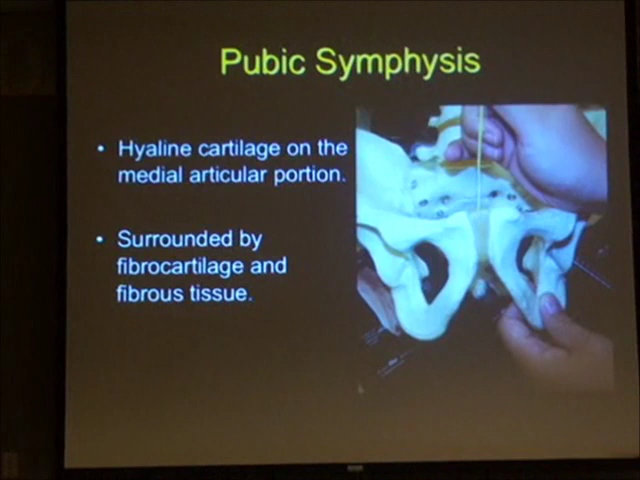 Pubic Symphysis
• Hyaline cartilage on the
medial articular portion.
• Surrounded by
fibrocartilage and
fibrous tissue.